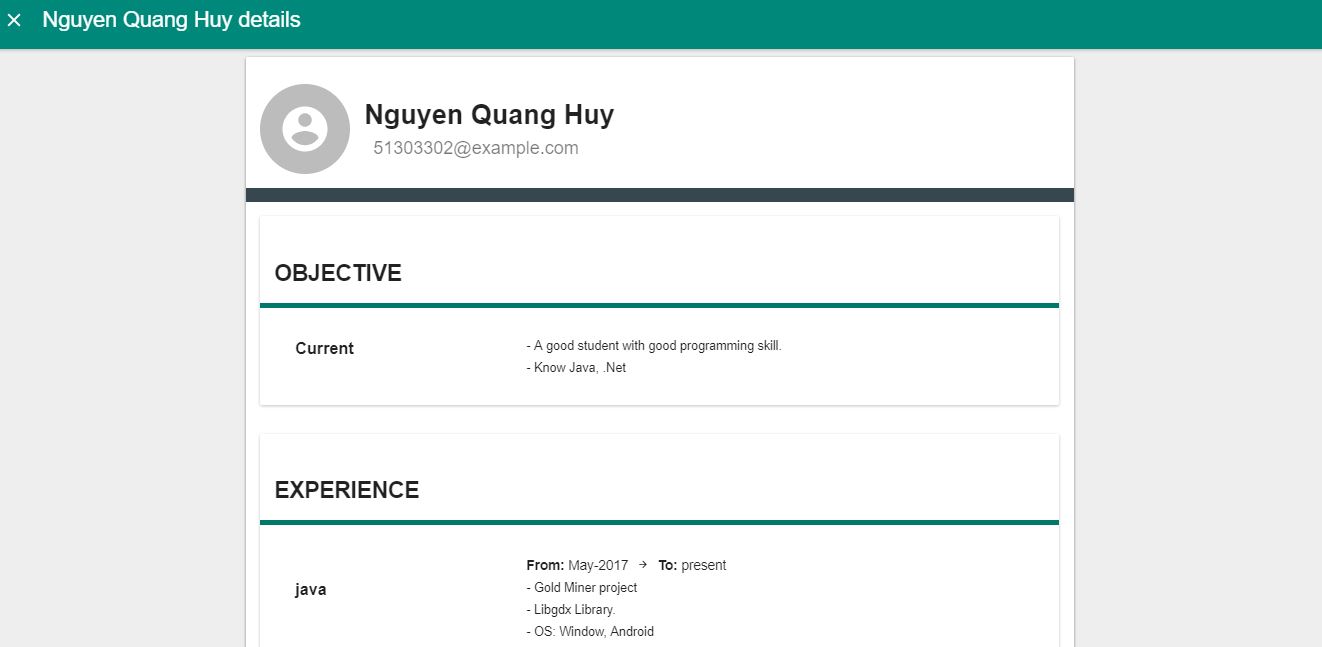 Nguyen Quang Huy details
Nguyen Quang Huy
51303302@example.com
OBJECTIVE
Current
- A good student with good programming skill.
- Know Java, .Net
EXPERIENCE
java
From: May-2017 → To: present
- Gold Miner project
- Libgdx Library.
- OS: Window, Android